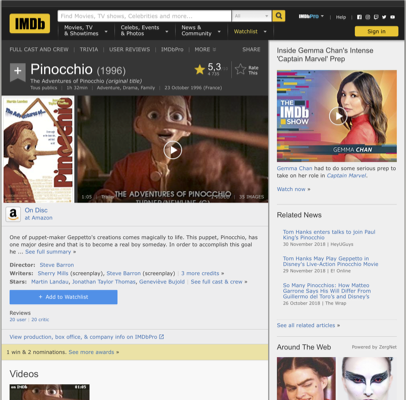 IMDb
Find Movies, TV shows, Celebrities and more...
All
IMDbPro
Help
Movies, TV & Showtimes
Celebs, Events & Photos
News & Community
Watchlist
Sign in
FULL CAST AND CREW | TRIVIA | USER REVIEWS | IMDbPro | MORE
SHARE
Pinocchio (1996)
The Adventures of Pinocchio (original title)
Tous publics | 1h 32min | Adventure, Drama, Family | 23 October 1996 (France)
5,3
Rate This
Pinocchio
1:05
THE ADVENTURES OF PINOCCHIO
IMAGES
On Disc
at Amazon
One of puppet-maker Geppetto's creations comes magically to life. This puppet, Pinocchio, has one major desire and that is to become a real boy someday. In order to accomplish this goal he ... See full summary »
Director: Steve Barron
Writers: Sherry Mills (screenplay), Steve Barron (screenplay) | 3 more credits »
Stars: Martin Landau, Jonathan Taylor Thomas, Geneviève Bujold | See full cast & crew »
+ Add to Watchlist
Reviews
20 user | 20 critic
View production, box office, & company info on IMDbPro
1 win & 2 nominations. See more awards »
Videos
Inside Gemma Chan's Intense 'Captain Marvel' Prep
THE IMDb SHOW
GEMMA CHAN
Gemma Chan had to do some serious prep to take on her role in Captain Marvel.
Watch now »
Related News
Tom Hanks enters talks to join Paul King's Pinocchio
30 November 2018 | HeyUGuys
Tom Hanks May Play Geppetto in Disney's Live-Action Pinocchio Movie
29 November 2018 | E! Online
So Many Pinocchios: How Matteo Garrone Says His Will Differ From Guillermo del Toro's and Disney's
26 October 2018 | The Wrap
See all related articles »
Around The Web
Powered by ZergNet